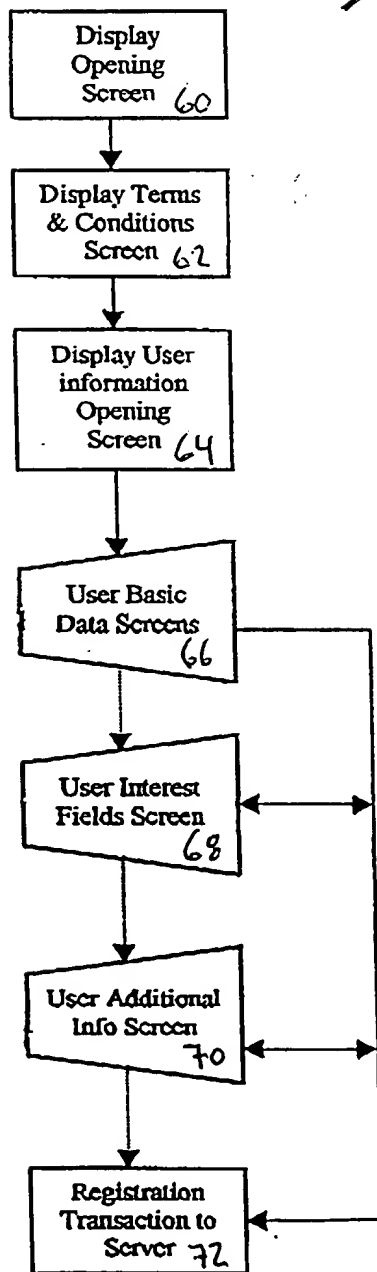 Display
Opening
Screen 60
Display Terms
& Conditions
Screen 62
Display User
information
Opening
Screen 64
User Basic
Data Screens
66
User Interest
Fields Screen
68
User Additional
Info Screen
70
Registration
Transaction to
Server 72